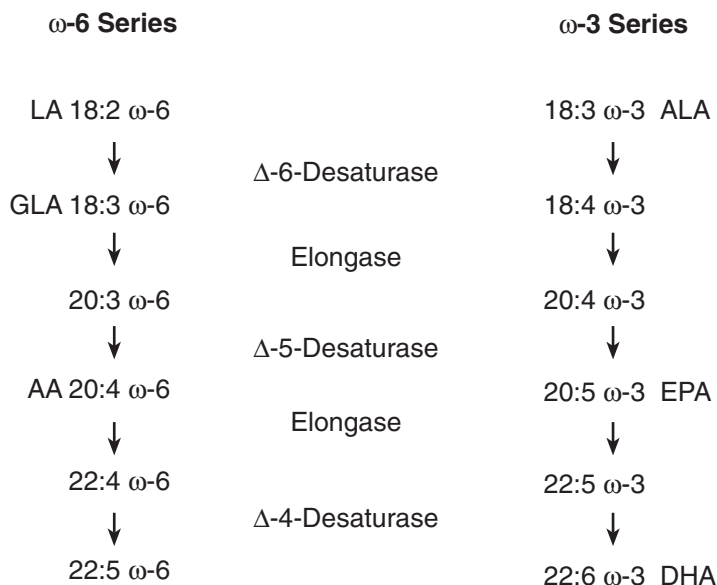 ω-6 Series ω-3 Series
LA 18:2 ω-6 18:3 ω-3 ALA
Δ-6-Desaturase
GLA 18:3 ω-6 18:4 ω-3
Elongase
20:3 ω-6 20:4 ω-3
Δ-5-Desaturase
AA 20:4 ω-6 20:5 ω-3 EPA
Elongase
22:4 ω-6 22:5 ω-3
Δ-4-Desaturase
22:5 ω-6 22:6 ω-3 DHA